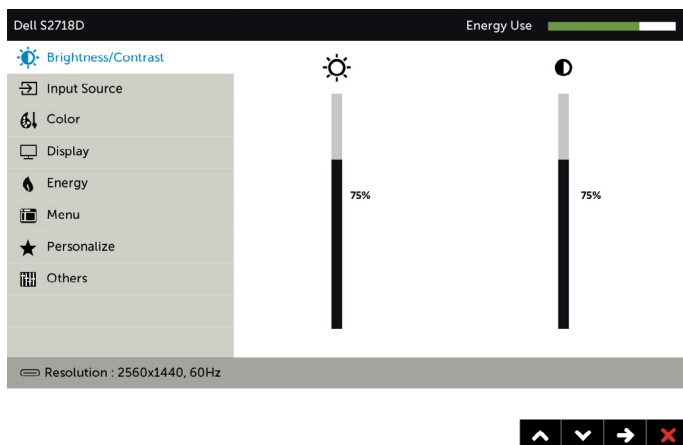 Dell S2718D
Energy Use
Brightness/Contrast
Input Source
Color
Display
Energy
Menu
Personalize
Others
75%
75%
Resolution : 2560x1440, 60Hz